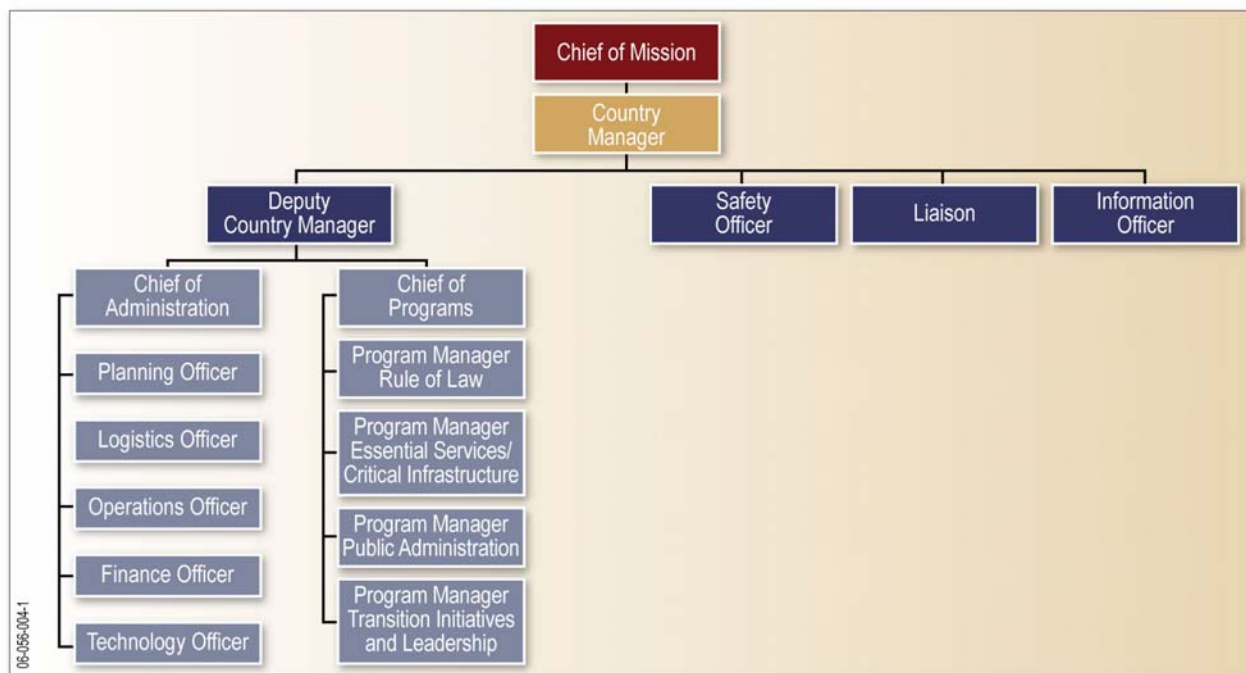 Chief of Mission
Country
Manager
Deputy
Country Manager
Safety
Officer
Liaison
Information
Officer
Chief of
Administration
Planning Officer
Logistics Officer
Operations Officer
Finance Officer
Technology Officer
Chief of
Programs
Program Manager
Rule of Law
Program Manager
Essential Services/
Critical Infrastructure
Program Manager
Public Administration
Program Manager
Transition Initiatives
and Leadership
06-056-004-1